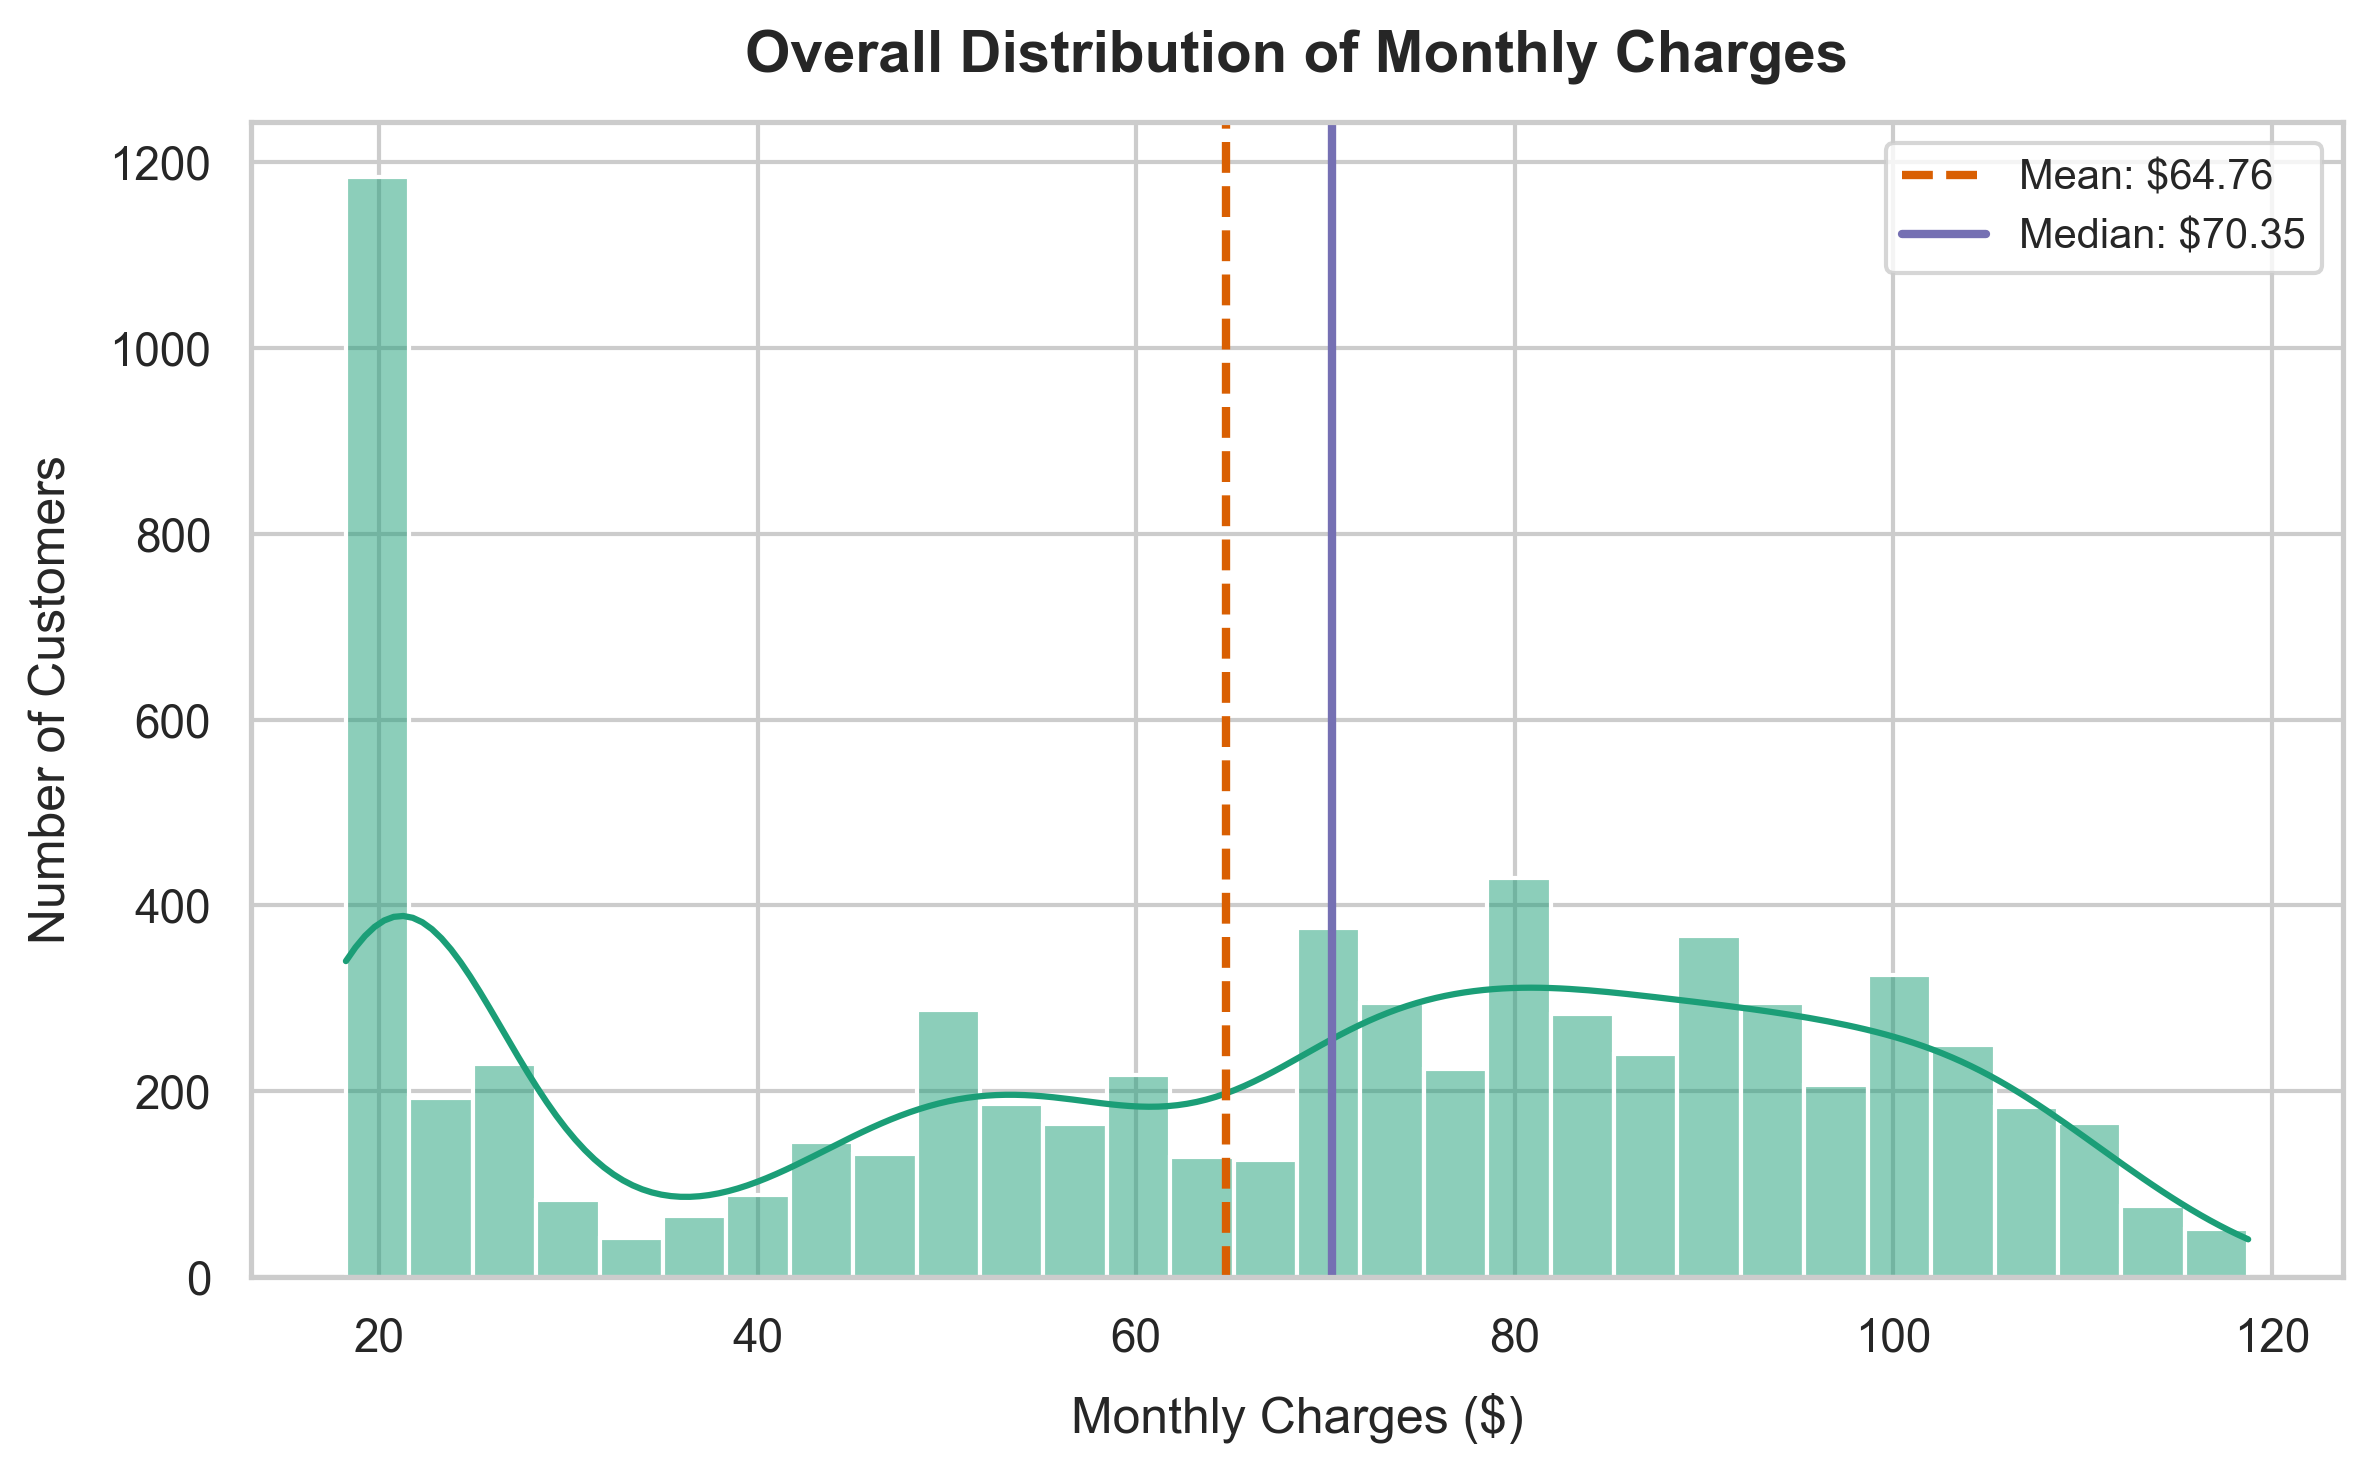 Overall Distribution of Monthly Charges
Mean: $64.76
Median: $70.35
1200
1000
800
600
400
200
0
Number of Customers
20 40 60 80 100 120
Monthly Charges ($)